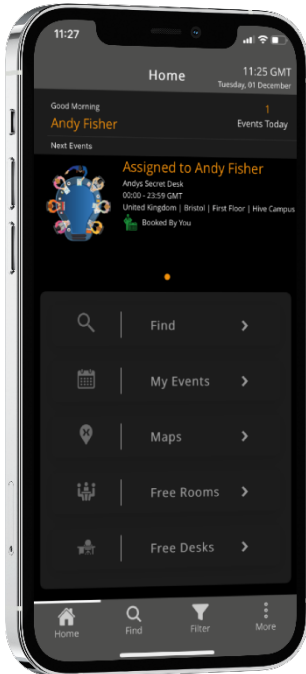 11:27
Home
11:25 GMT
Tuesday, 01 December
Good Morning
Andy Fisher
1
Events Today
Next Events
Assigned to Andy Fisher
Andys Secret Desk
00:00 - 23:59 GMT
United Kingdom | Bristol | First Floor | Hive Campus
Booked By You
Find
My Events
Maps
Free Rooms
Free Desks
Home
Find
Filter
More